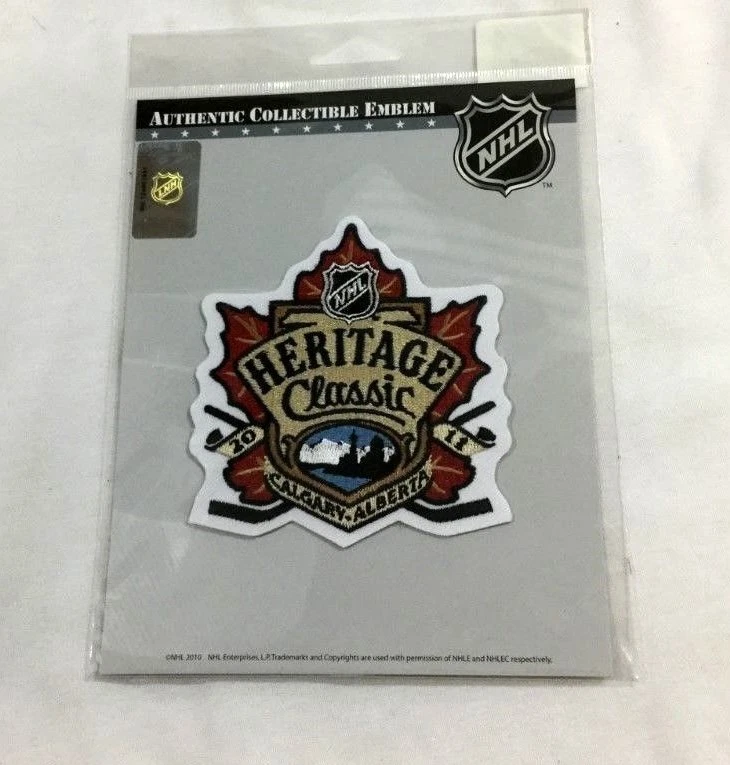 AUTHENTIC COLLECTIBLE EMBLEM
NHL
TM
LNH
NHL
HERITAGE
Classic
20 11
CALGARY-ALBERTA
©NHL 2010 NHL Enterprises, L.P. Trademarks and Copyrights are used with permission of NHLE and NHLEC respectively.